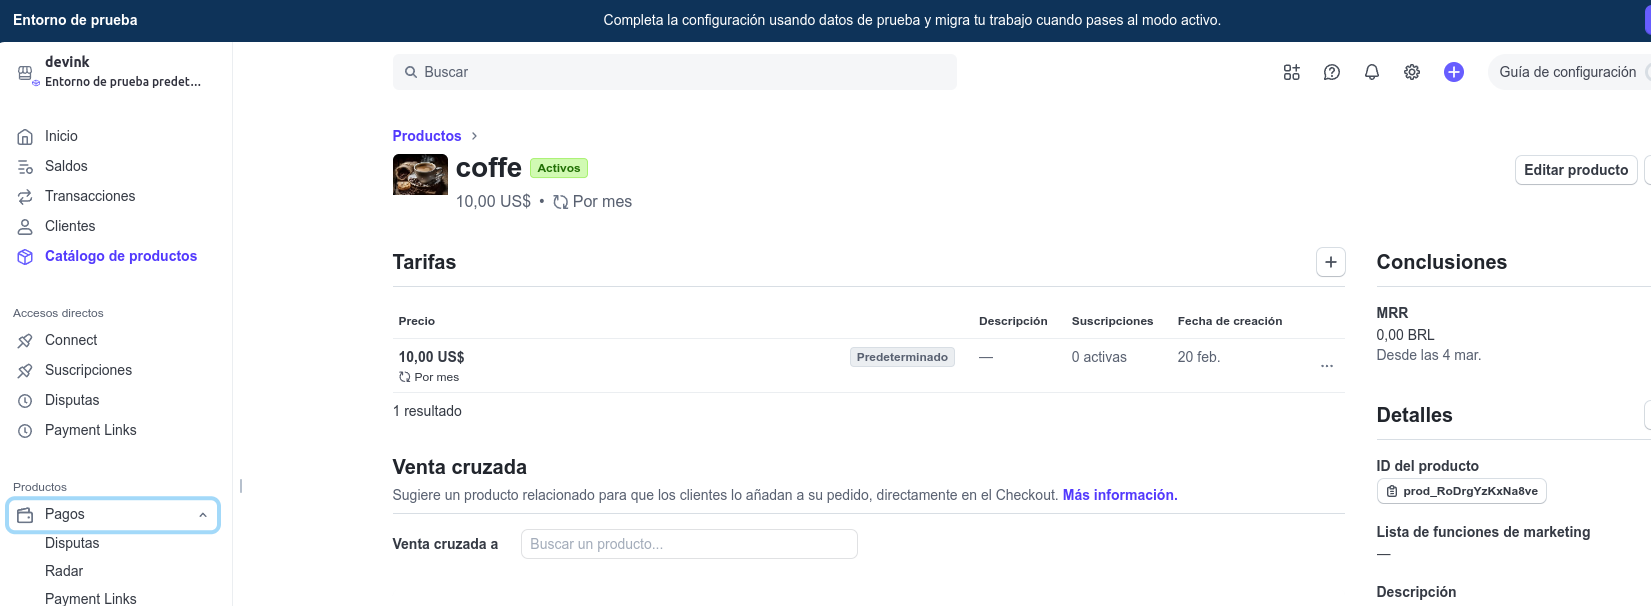 Entorno de prueba
Completa la configuración usando datos de prueba y migra tu trabajo cuando pases al modo activo.
devink
Entorno de prueba predet...
Buscar
Guía de configuración
Inicio
Saldos
Transacciones
Clientes
Catálogo de productos
Accesos directos
Connect
Suscripciones
Disputas
Payment Links
Productos
Pagos
Disputas
Radar
Payment Links
Productos
coffe Activos
10,00 US$ • Por mes
Editar producto
Tarifas
Precio Descripción Suscripciones Fecha de creación
10,00 US$ Predeterminado — 0 activas 20 feb.
Por mes
1 resultado
Venta cruzada
Sugiere un producto relacionado para que los clientes lo añadan a su pedido, directamente en el Checkout. Más información.
Venta cruzada a Buscar un producto...
Conclusiones
MRR
0,00 BRL
Desde las 4 mar.
Detalles
ID del producto
prod_RoDrgYzKxNa8ve
Lista de funciones de marketing
—
Descripción